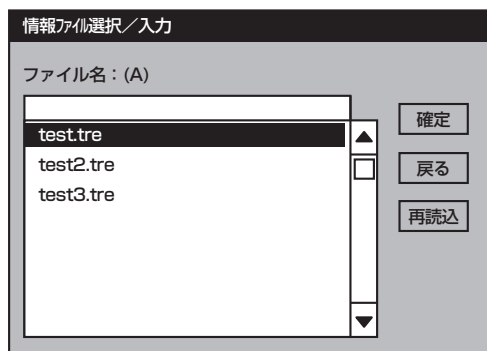 情報ﾌｧｲﾙ選択／入力
ファイル名：(A)
test.tre
test2.tre
test3.tre
確定
戻る
再読込